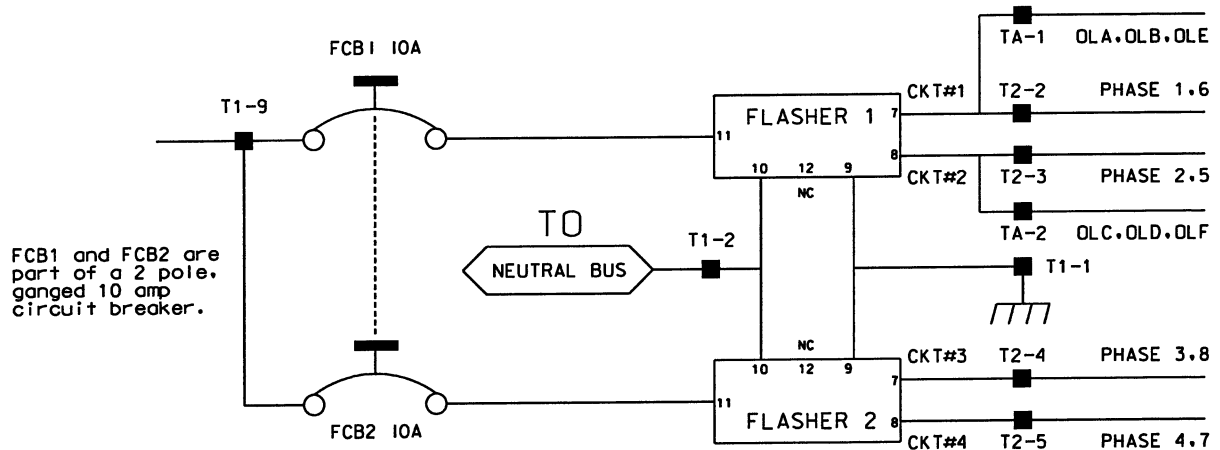 FCB1 10A
T1-9
TA-1 OLA.OLB.OLE
CKT#1 T2-2 PHASE 1.6
FLASHER 1
11
7
8
10 12 9
NC
CKT#2 T2-3 PHASE 2.5
TA-2 OLC.OLD.OLF
TO
NEUTRAL BUS
T1-2
T1-1
FCB1 and FCB2 are
part of a 2 pole,
ganged 10 amp
circuit breaker.
NC
10 12 9
CKT#3 T2-4 PHASE 3.8
11
7
FLASHER 2
8
FCB2 10A
CKT#4 T2-5 PHASE 4.7